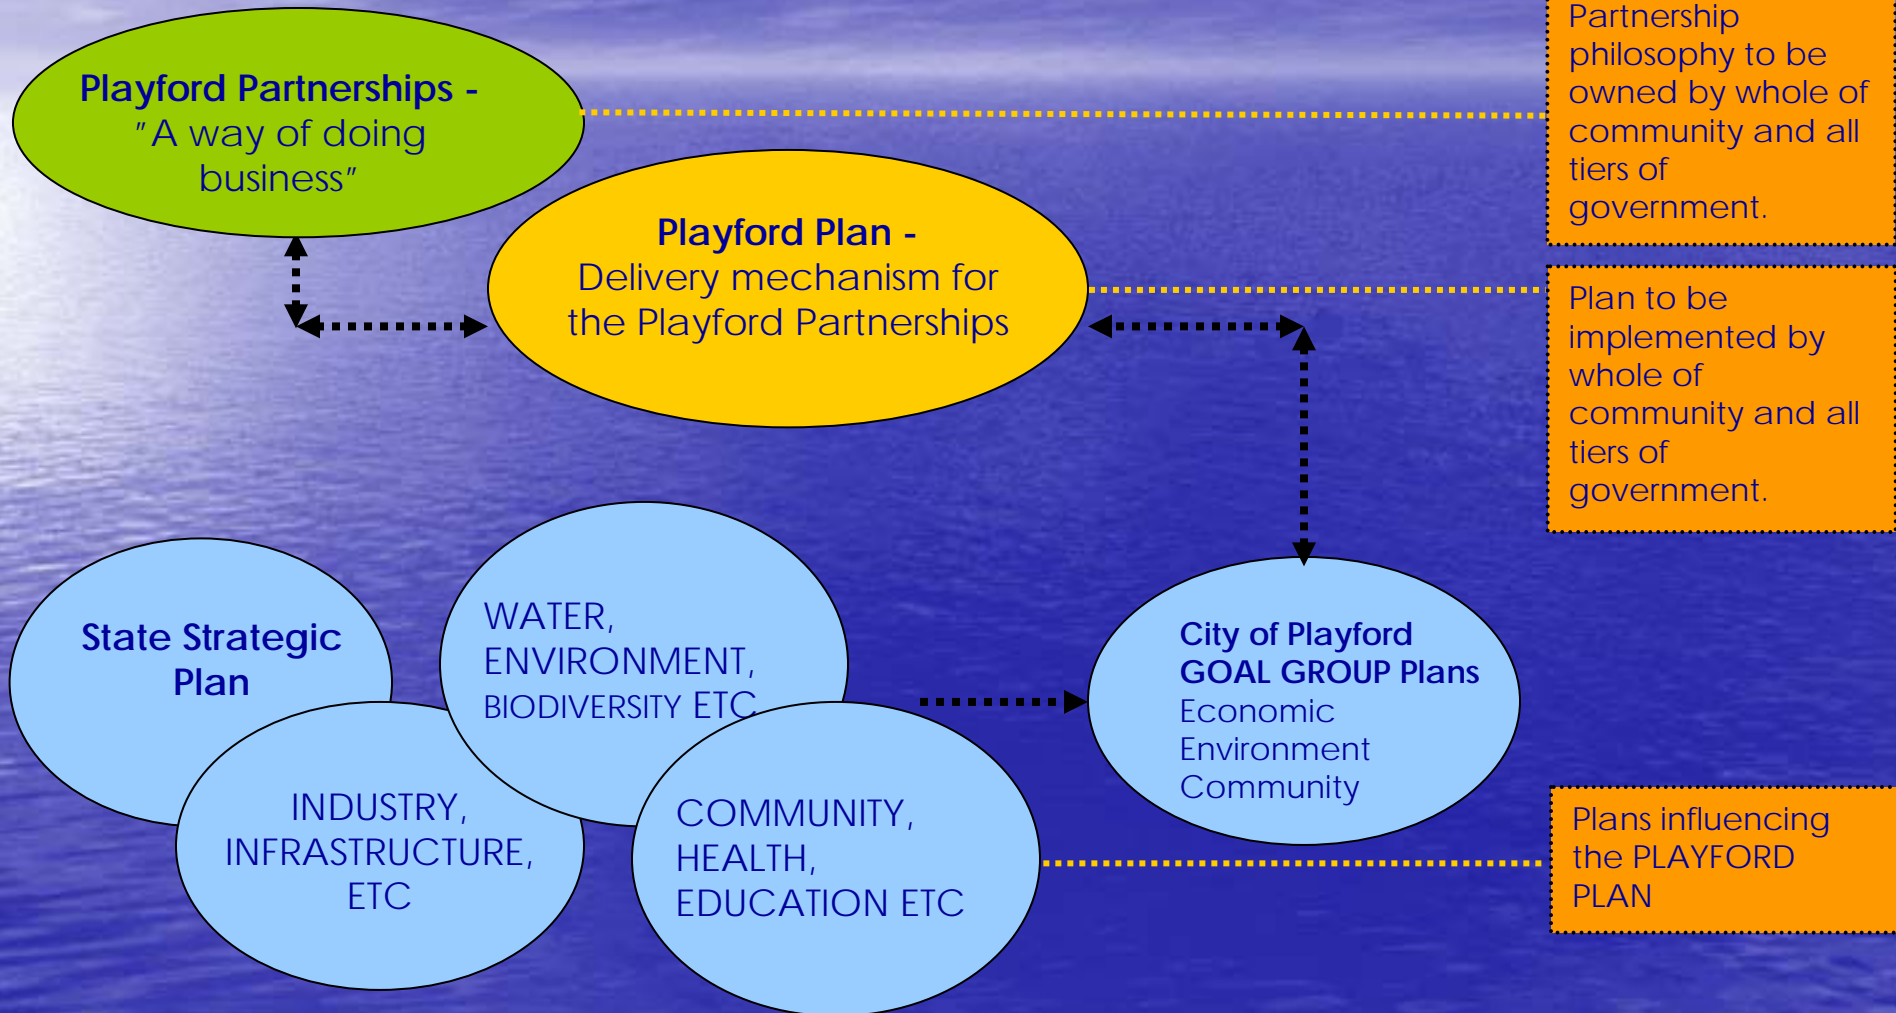 Playford Partnerships -
"A way of doing
business"
Partnership
philosophy to be
owned by whole of
community and all
tiers of
government.
Playford Plan -
Delivery mechanism for
the Playford Partnerships
Plan to be
implemented by
whole of
community and all
tiers of
government.
State Strategic
Plan
WATER,
ENVIRONMENT,
BIODIVERSITY ETC
INDUSTRY,
INFRASTRUCTURE,
ETC
COMMUNITY,
HEALTH,
EDUCATION ETC
City of Playford
GOAL GROUP Plans
Economic
Environment
Community
Plans influencing
the PLAYFORD
PLAN